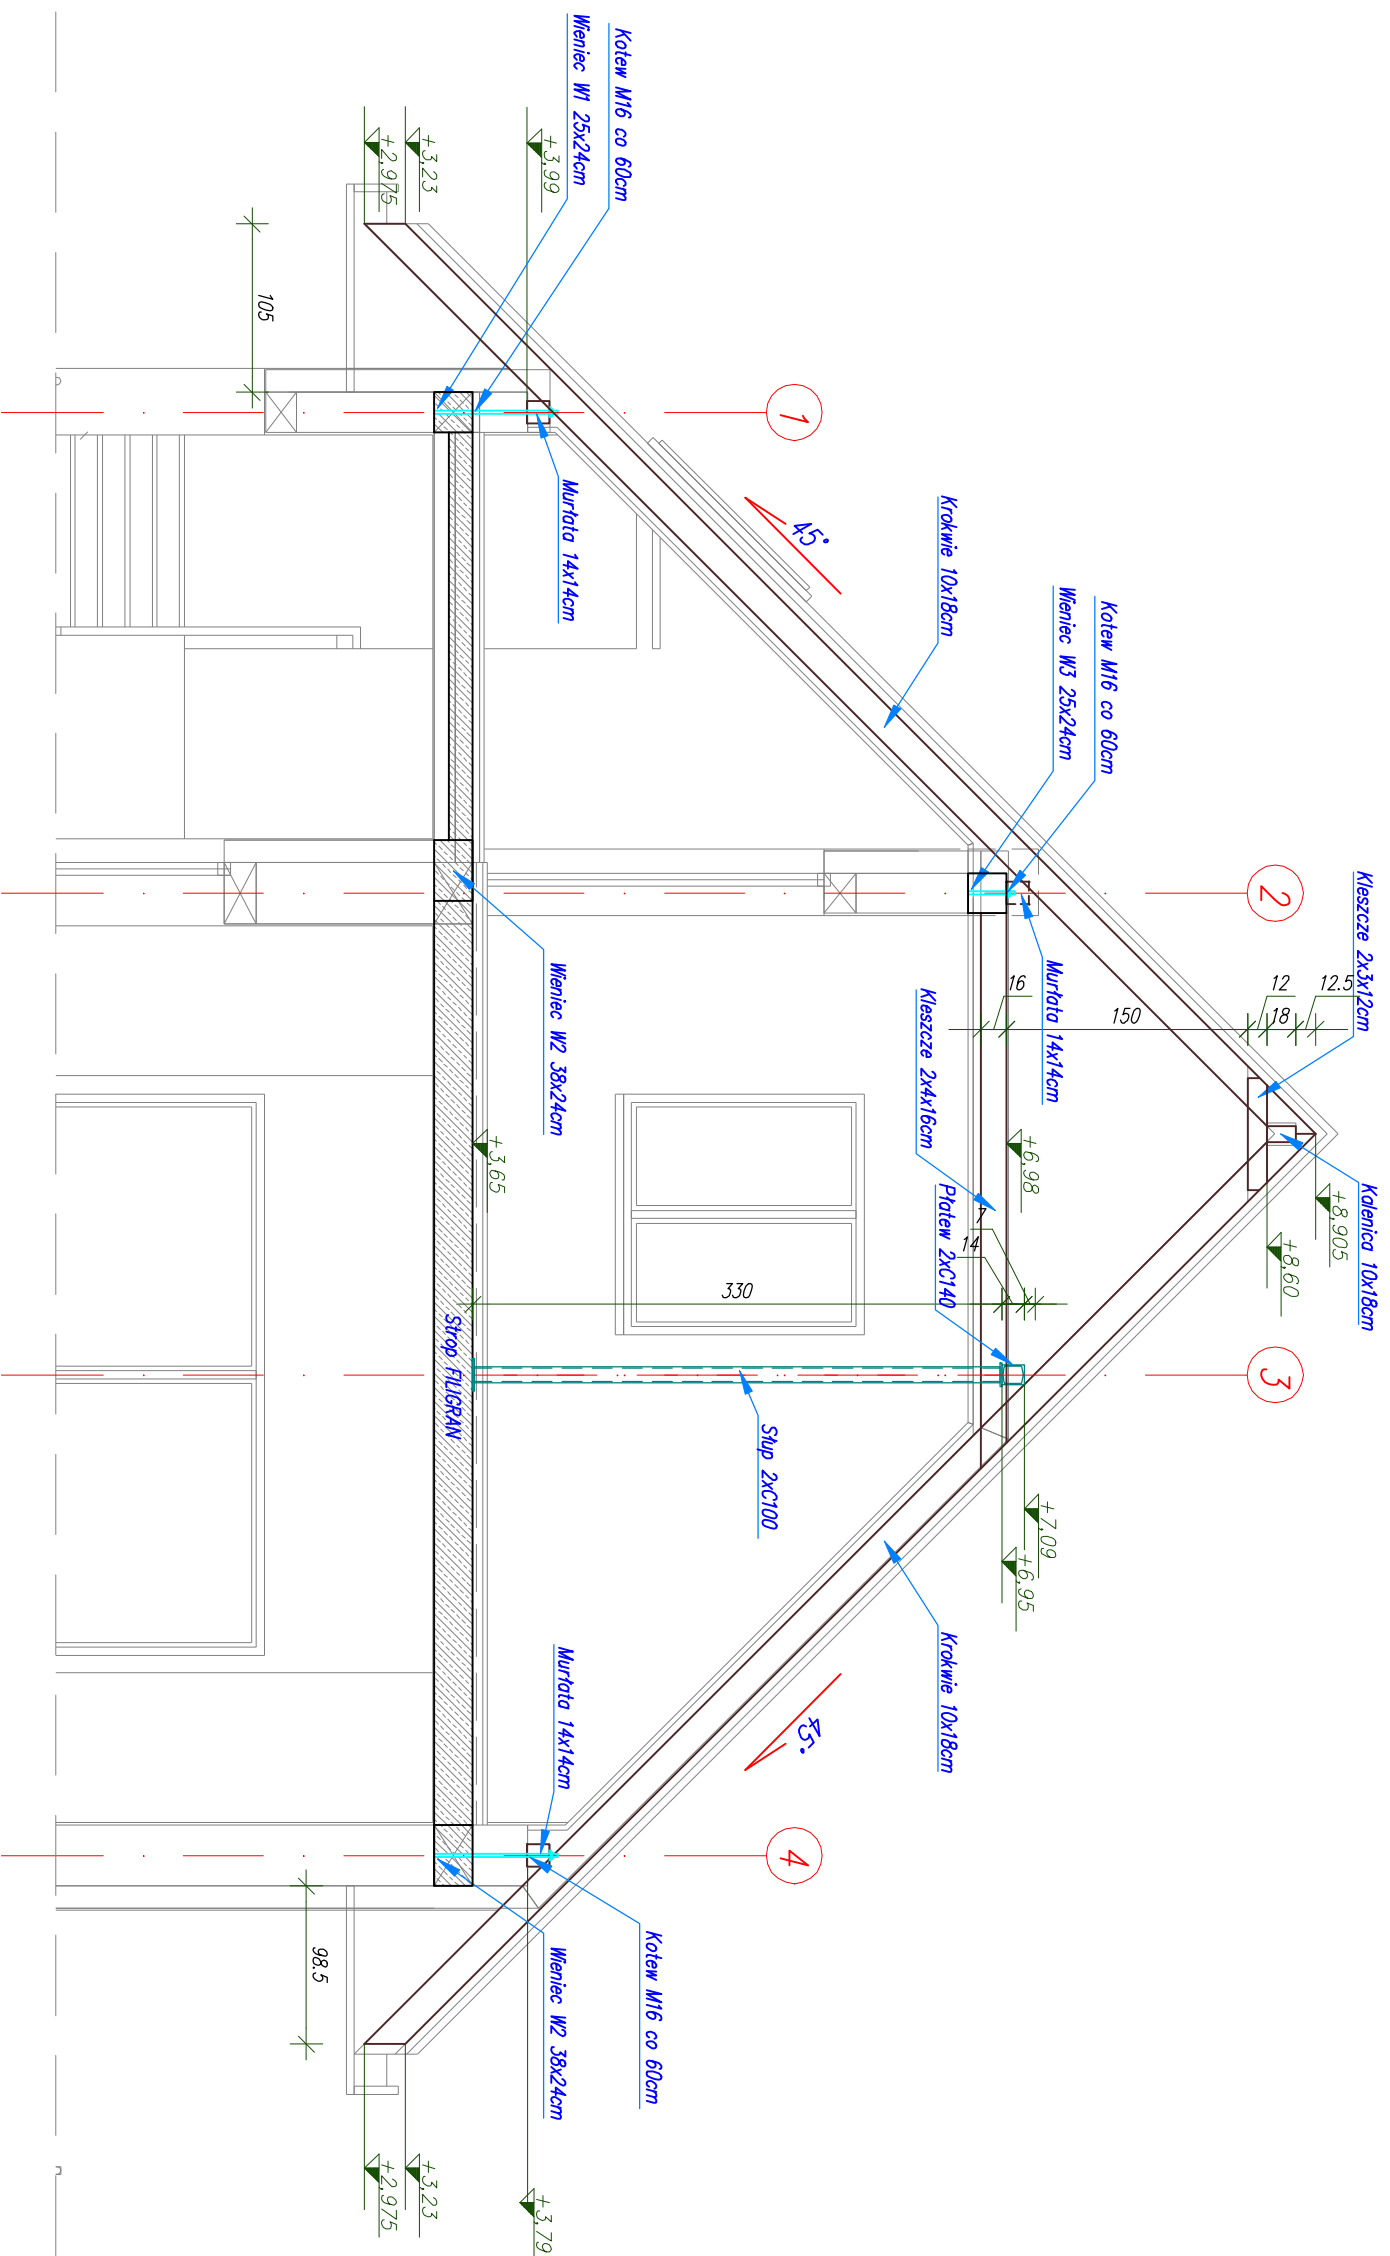 Kotew M16 co 60cm
Wieniec W1 25x24cm
+3,99
+3,23
+2,975
105
1
Murłata 14x14cm
45°
Krokwie 10x18cm
Kotew M16 co 60cm
Wieniec W3 25x24cm
2
Kleszcze 2x3x12cm
12.5
12
18
150
16
Murłata 14x14cm
Kleszcze 2x4x16cm
Wieniec W2 38x24cm
+3,65
+6,98
Kalenica 10x18cm
+8,905
+8,60
Płatew 2xC140
7
14
330
Strop FILIGRAN
3
Słup 2xC100
+7,09
+6,95
Krokwie 10x18cm
45°
Murłata 14x14cm
4
Kotew M16 co 60cm
Wieniec W2 38x24cm
98.5
+3,79
+3,23
+2,975